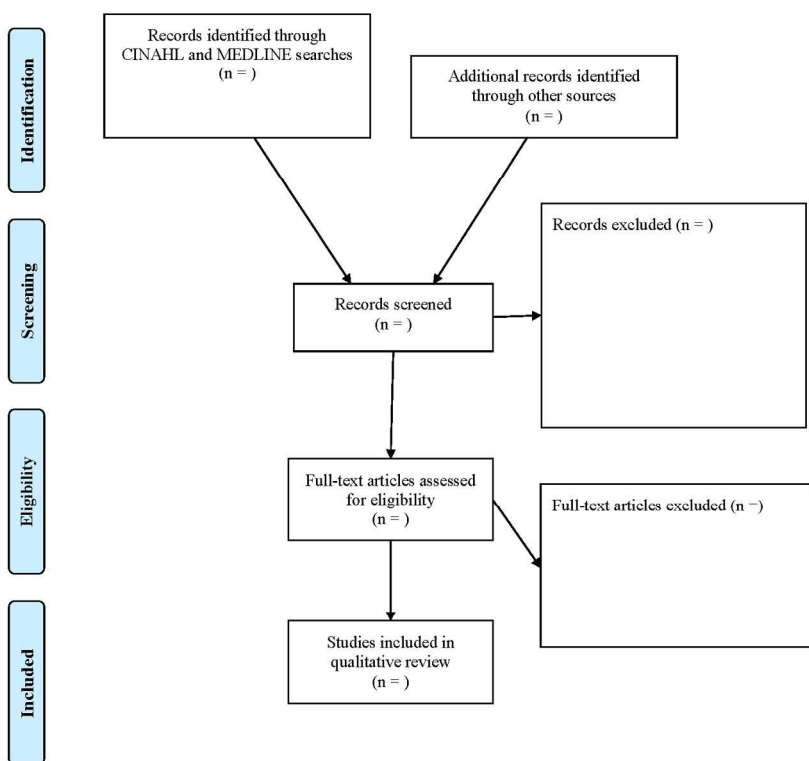 Identification
Records identified through
CINAHL and MEDLINE searches
(n = )
Additional records identified
through other sources
(n = )
Screening
Records screened
(n = )
Records excluded (n = )
Eligibility
Full-text articles assessed
for eligibility
(n = )
Full-text articles excluded (n =)
Included
Studies included in
qualitative review
(n = )